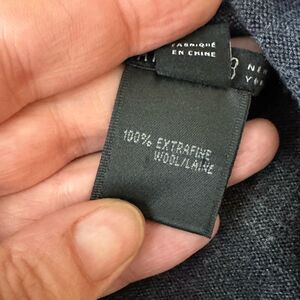 FABRIQUÉ
EN CHINE
100% EXTRAFINE
WOOL/LAINE